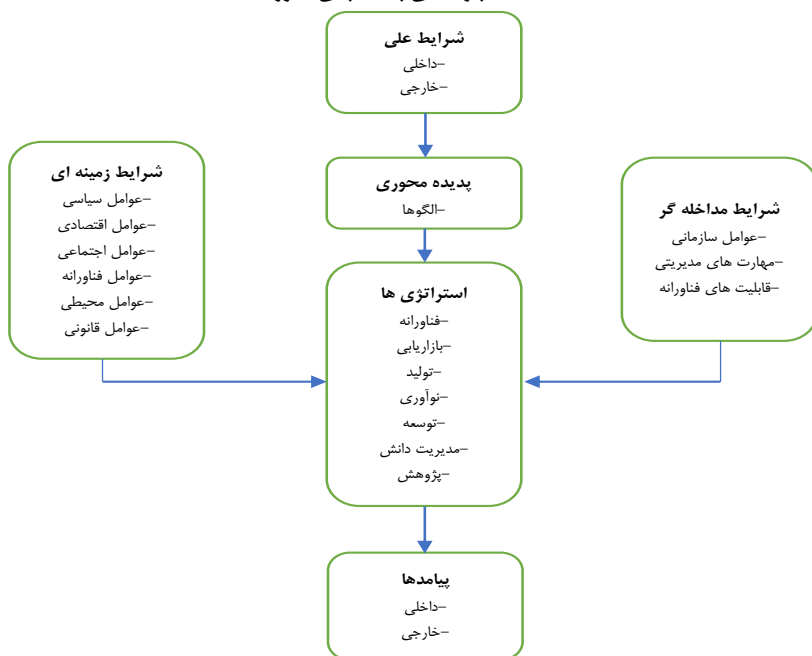 شرایط علی
–داخلی
–خارجی
پدیده محوری
–الگوها
شرایط مداخله گر
–عوامل سازمانی
–مهارت های مدیریتی
–قابلیت های فناورانه
شرایط زمینه ای
–عوامل سیاسی
–عوامل اقتصادی
–عوامل اجتماعی
–عوامل فناورانه
–عوامل محیطی
–عوامل قانونی
استراتژی ها
–فناورانه
–بازاریابی
–تولید
–نوآوری
–توسعه
–مدیریت دانش
–پژوهش
پیامدها
–داخلی
–خارجی